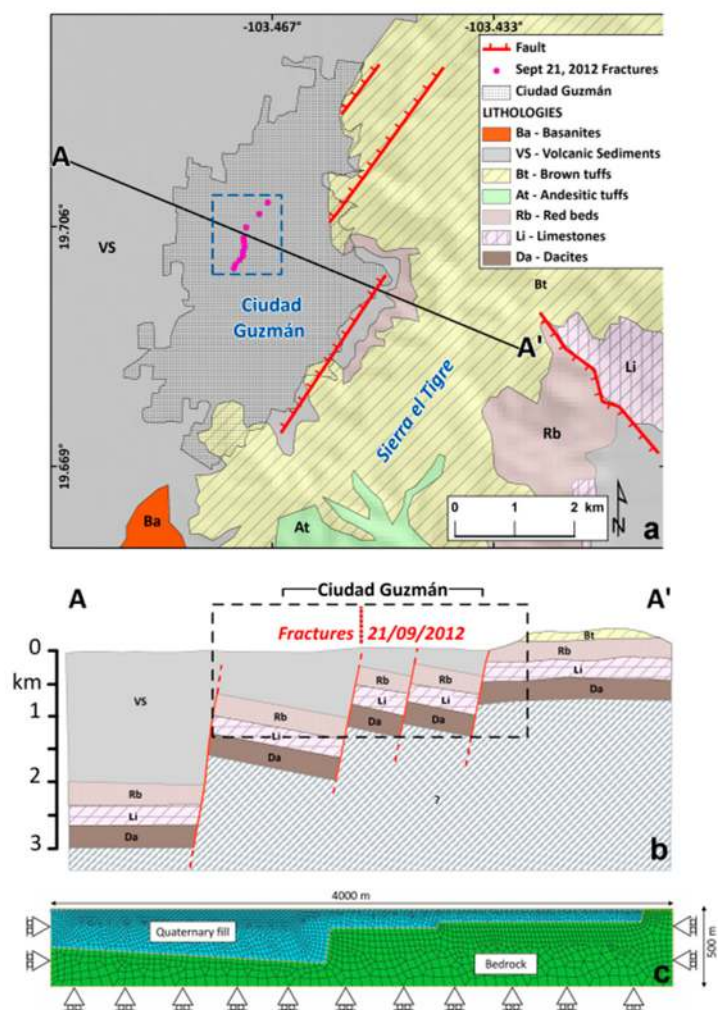 -103.467
-103.433
Fault
Sept 21, 2012 Fractures
Ciudad Guzmán
LITHOLOGIES
Ba - Basanites
VS - Volcanic Sediments
Bt - Brown tuffs
At - Andesitic tuffs
Rb - Red beds
Li - Limestones
Da - Dacites
A
19.706°
VS
Ciudad
Guzmán
Bt
A'
Li
Sierra el Tigre
Rb
19.669°
Ba
At
0 1 2 km
N
a
A
Ciudad Guzmán
A'
Fractures 21/09/2012
0
km
1
2
3
Bt
Rb
Li
Da
VS
Rb
Li
Da
Rb
Li
Da
Rb
Li
Da
Rb
Li
Da
?
b
4000 m
Quaternary fill
Bedrock
500 m
c